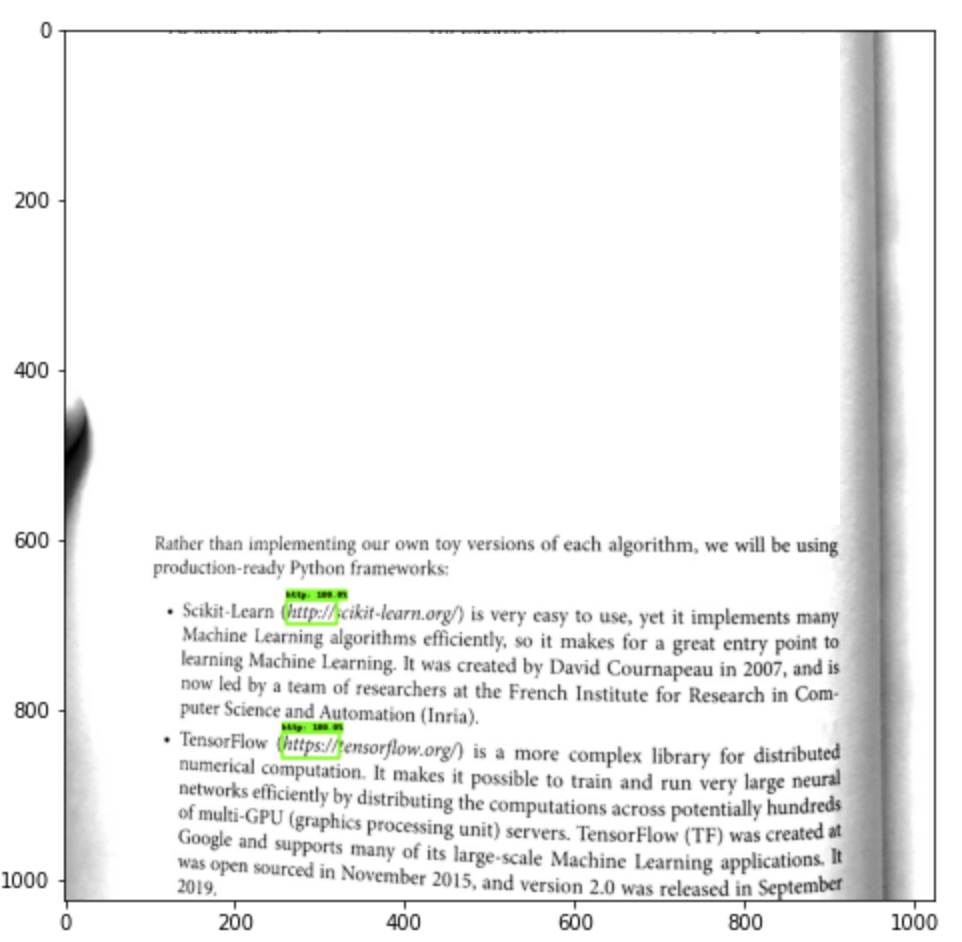 0
200
400
600
800
1000
Rather than implementing our own toy versions of each algorithm, we will be using
production-ready Python frameworks:
http: 100.0%
• Scikit-Learn (http://scikit-learn.org/) is very easy to use, yet it implements many
Machine Learning algorithms efficiently, so it makes for a great entry point to
learning Machine Learning. It was created by David Cournapeau in 2007, and is
now led by a team of researchers at the French Institute for Research in Com-
puter Science and Automation (Inria).
http: 100.0%
• TensorFlow (https://tensorflow.org/) is a more complex library for distributed
numerical computation. It makes it possible to train and run very large neural
networks efficiently by distributing the computations across potentially hundreds
of multi-GPU (graphics processing unit) servers. TensorFlow (TF) was created at
Google and supports many of its large-scale Machine Learning applications. It
was open sourced in November 2015, and version 2.0 was released in September
2019.
0 200 400 600 800 1000